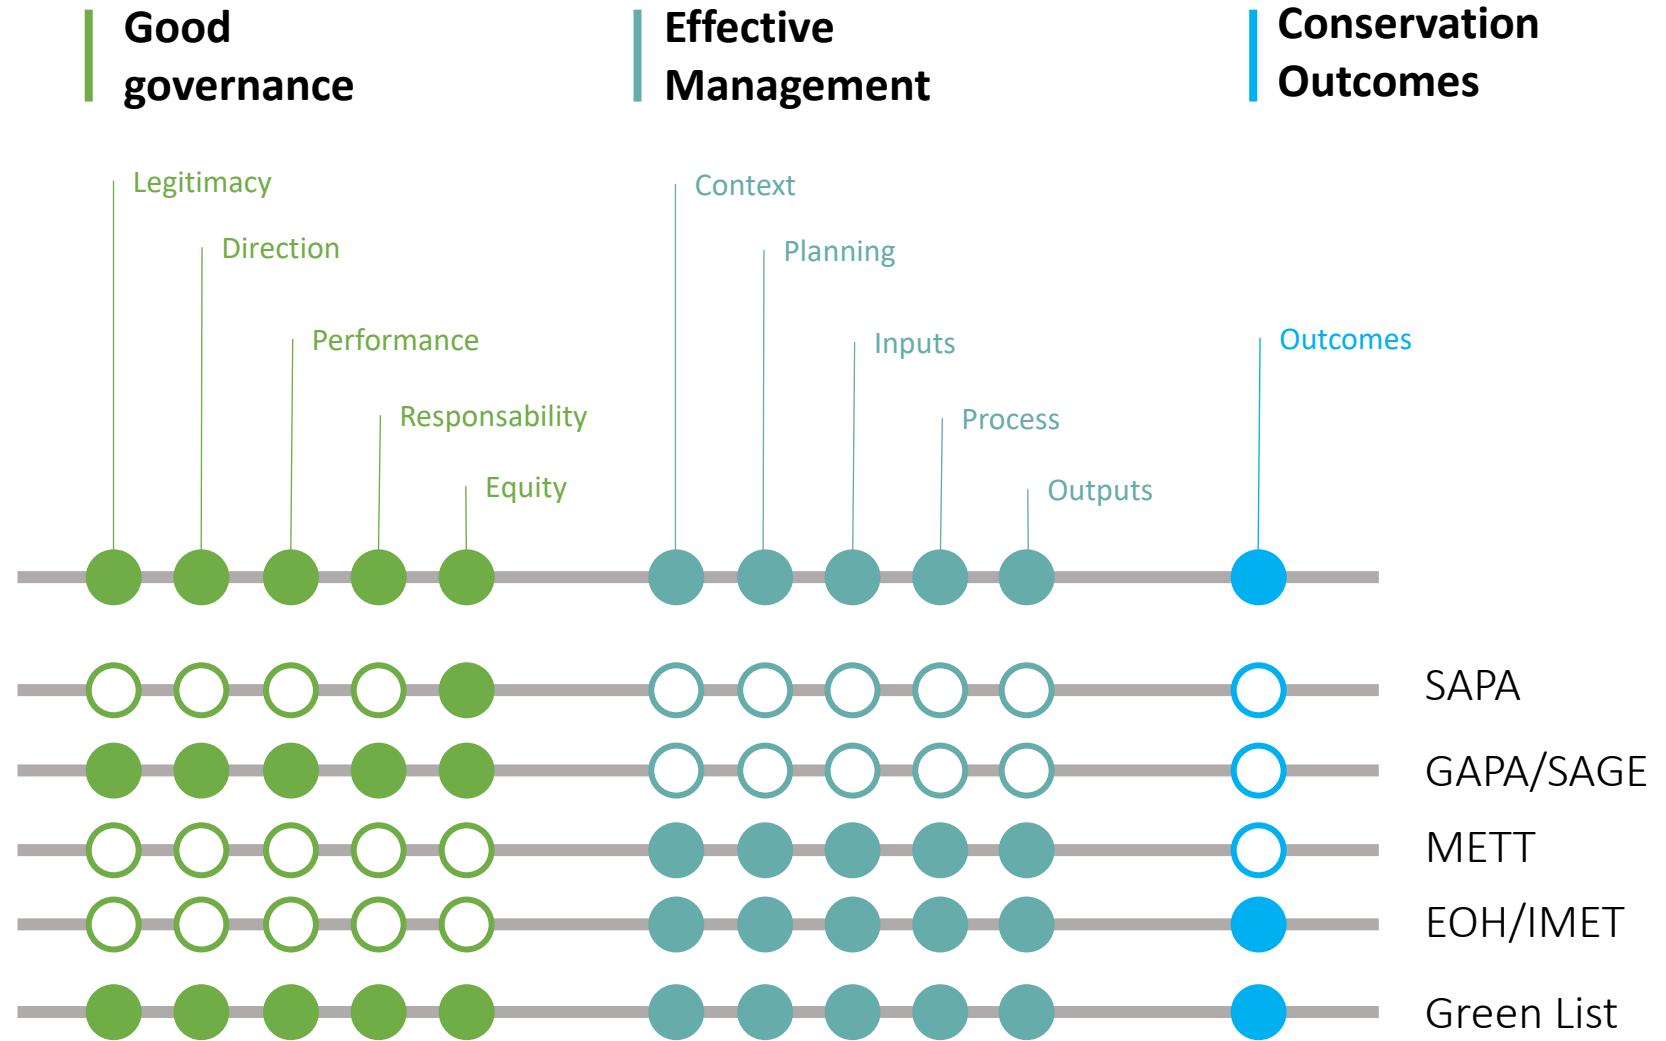 Good
governance
Effective
Management
Conservation
Outcomes
Legitimacy
Direction
Performance
Responsability
Equity
Context
Planning
Inputs
Process
Outputs
Outcomes
SAPA
GAPA/SAGE
METT
EOH/IMET
Green List